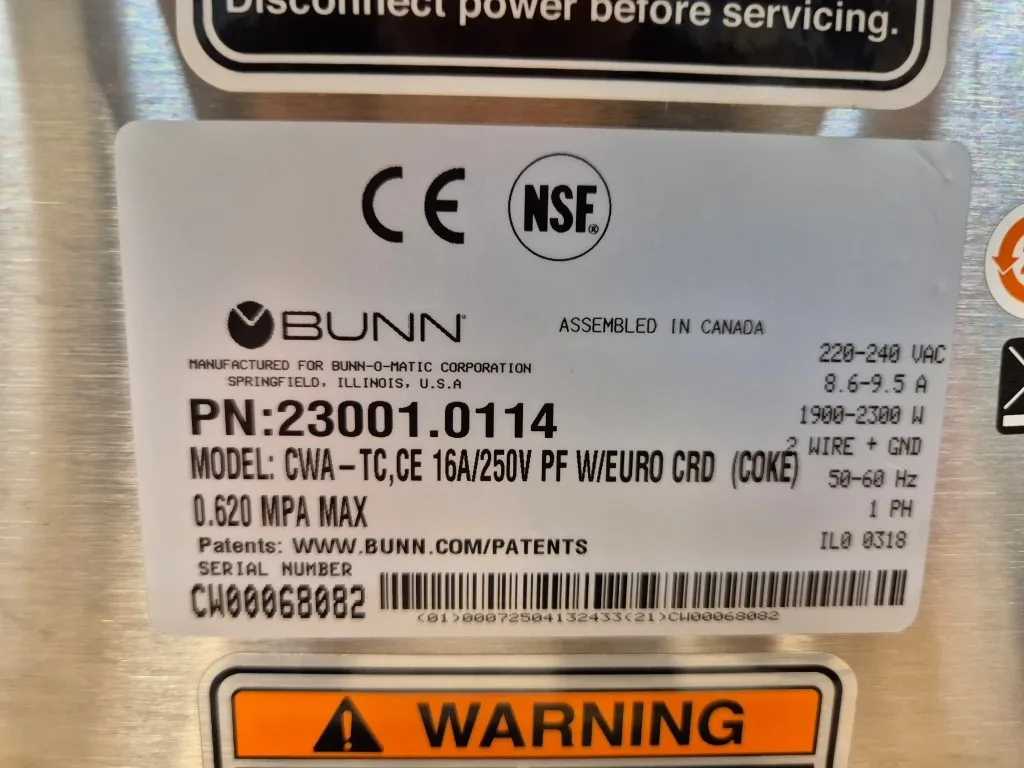 Disconnect power before servicing.
CE NSF®
BUNN®
ASSEMBLED IN CANADA
MANUFACTURED FOR BUNN-O-MATIC CORPORATION
SPRINGFIELD, ILLINOIS, U.S.A
PN:23001.0114
MODEL: CWA-TC,CE 16A/250V PF W/EURO CRD (COKE)
0.620 MPA MAX
Patents: WWW.BUNN.COM/PATENTS
SERIAL NUMBER
CW00068082
(01)00072504132433(21)CW00068082
220-240 VAC
8.6-9.5 A
1900-2300 W
2 WIRE + GND
50-60 Hz
1 PH
IL0 0318
WARNING